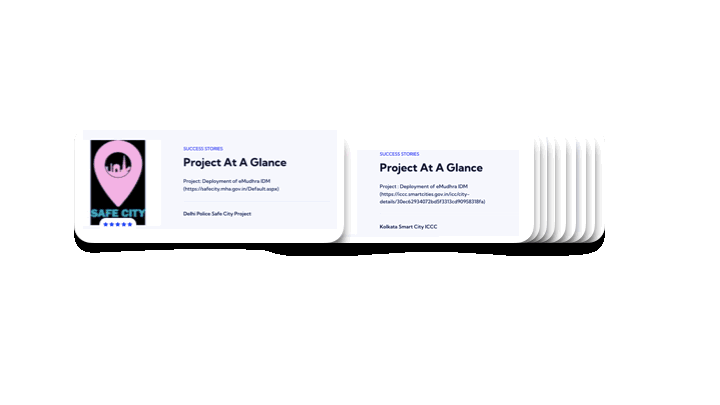 SUCCESS STORIES
Project At A Glance
Project: Deployment of eMudhra IDM
(https://safecity.mha.gov.in/Default.aspx)
Delhi Police Safe City Project
SAFE CITY
SUCCESS STORIES
Project At A Glance
Project : Deployment of eMudhra IDM
(https://iccc.smartcities.gov.in/icc/city-
details/30ec62934072bd5f3313cd90958318fa)
Kolkata Smart City ICCC